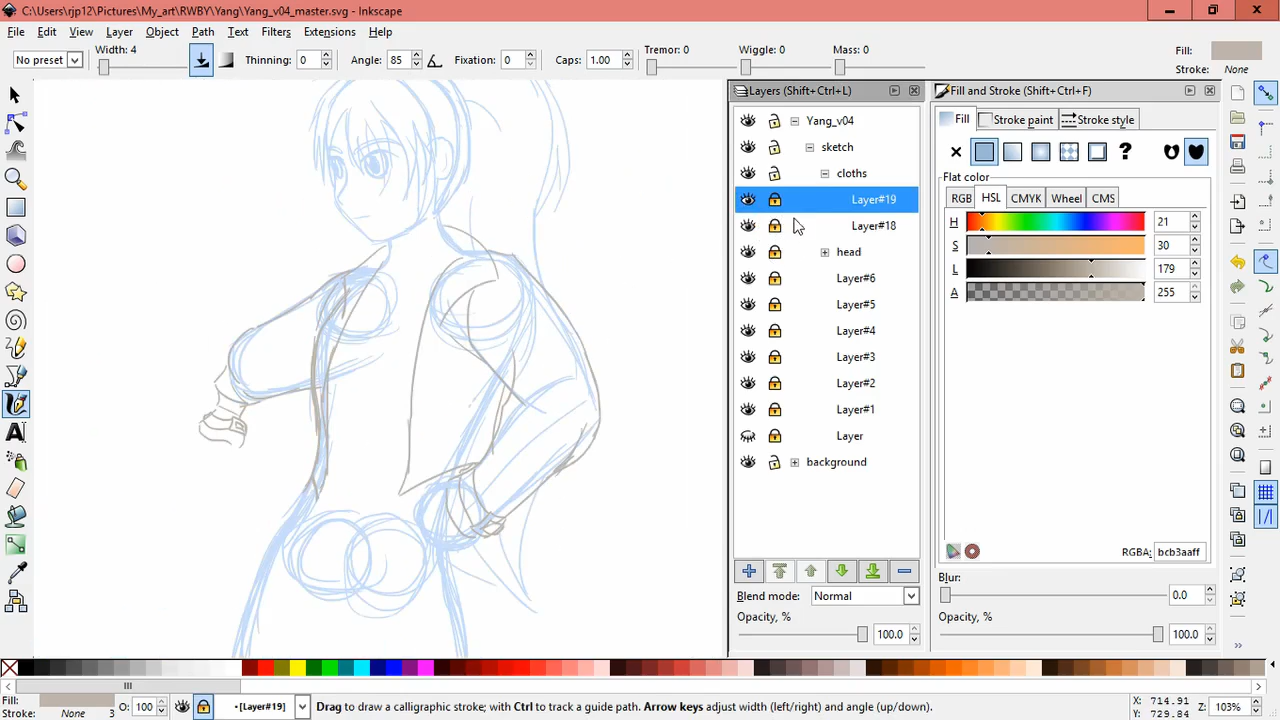 C:\Users\rjp12\Pictures\My_art\RWBY\Yang\Yang_v04_master.svg - Inkscape
File Edit View Layer Object Path Text Filters Extensions Help
No preset Width: 4 Thinning: 0 Angle: 85 Fixation: 0 Caps: 1.00 Tremor: 0 Wiggle: 0 Mass: 0 Fill:
Stroke: None
Layers (Shift+Ctrl+L)
Yang_v04
sketch
cloths
Layer#19
Layer#18
head
Layer#6
Layer#5
Layer#4
Layer#3
Layer#2
Layer#1
Layer
background
Blend mode: Normal
Opacity, %
100.0
Fill and Stroke (Shift+Ctrl+F)
Fill Stroke paint Stroke style
Flat color
RGB HSL CMYK Wheel CMS
H 21
S 30
L 179
A 255
RGBA: bcb3aaff
Blur:
0.0
Opacity, %
100.0
Fill:
Stroke: None 3 O: 100 •[Layer#19] Drag to draw a calligraphic stroke; with Ctrl to track a guide path. Arrow keys adjust width (left/right) and angle (up/down).
X: 714.91
Y: 729.84
Z: 103%